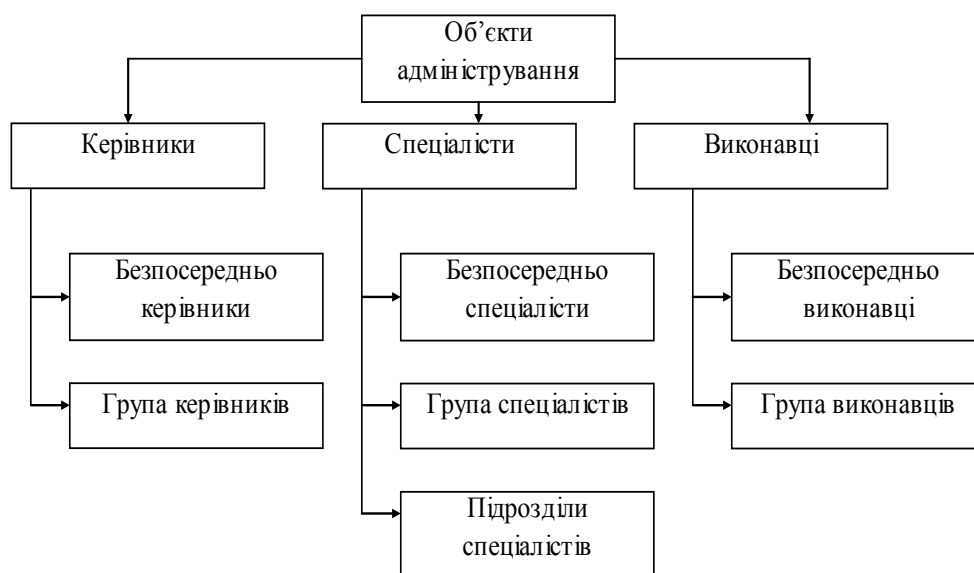 Об’єкти
адміністрування
Керівники
Спеціалісти
Виконавці
Безпосередньо
керівники
Безпосередньо
спеціалісти
Безпосередньо
виконавці
Група керівників
Група спеціалістів
Група виконавців
Підрозділи
спеціалістів